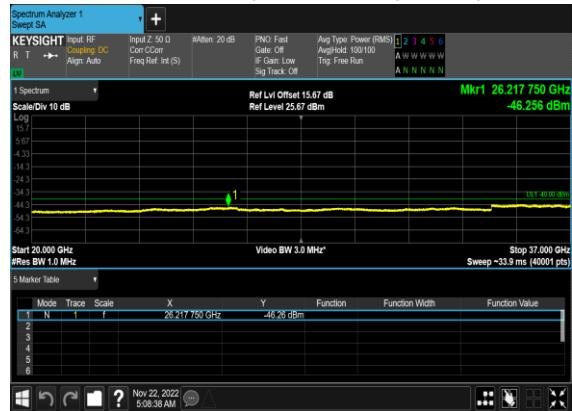 Spectrum Analyzer 1
Swept SA
+
KEYSIGHT Input: RF Input Z: 50 Ω #Atten: 20 dB PNO: Fast Avg Type: Power (RMS) 1 2 3 4 5 6
R T Coupling: DC Corr CCorr Gate: Off Avg|Hold: 100/100 A W W W W W
Align: Auto Freq Ref: Int (S) IF Gain: Low Trig: Free Run
Sig Track: Off A N N N N N
1 Spectrum Ref Lvl Offset 15.67 dB Mkr1 26.217 750 GHz
Scale/Div 10 dB Ref Level 25.67 dBm -46.256 dBm
Log
15.7
5.67
-4.33
-14.3
-24.3
-34.3 1
-44.3
-54.3
-64.3
Start 20.000 GHz Video BW 3.0 MHz* Stop 37.000 GHz
#Res BW 1.0 MHz Sweep ~33.9 ms (40001 pts)
5 Marker Table
Mode Trace Scale X Y Function Function Width Function Value
1 N 1 f 26.217 750 GHz -46.26 dBm
2
3
4
5
6
? Nov 22, 2022
5:08:38 AM